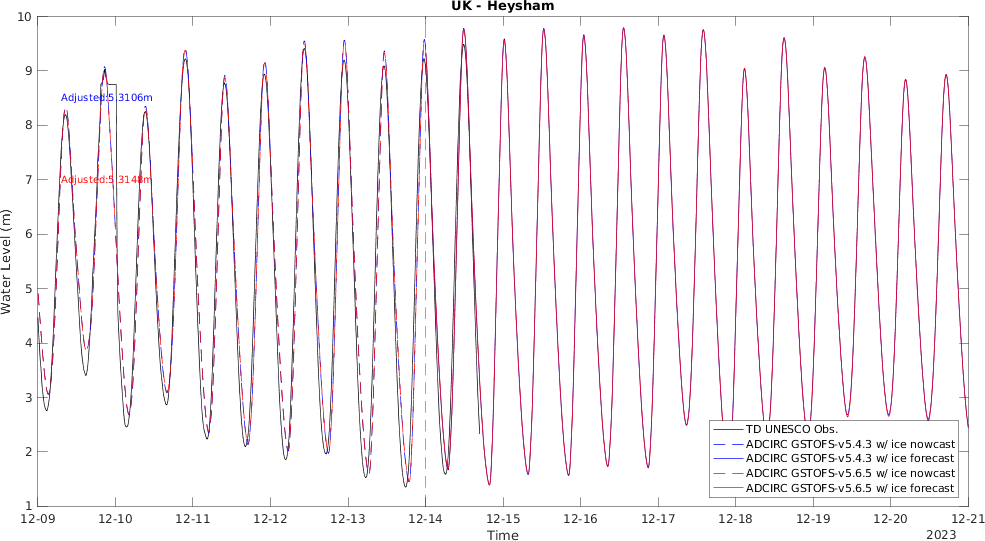 UK - Heysham
10
9
8
7
6
5
4
3
2
1
Water Level (m)
Adjusted:5.3106m
Adjusted:5.3148m
TD UNESCO Obs.
ADCIRC GSTOFS-v5.4.3 w/ ice nowcast
ADCIRC GSTOFS-v5.4.3 w/ ice forecast
ADCIRC GSTOFS-v5.6.5 w/ ice nowcast
ADCIRC GSTOFS-v5.6.5 w/ ice forecast
12-09 12-10 12-11 12-12 12-13 12-14 12-15 12-16 12-17 12-18 12-19 12-20 12-21
2023
Time